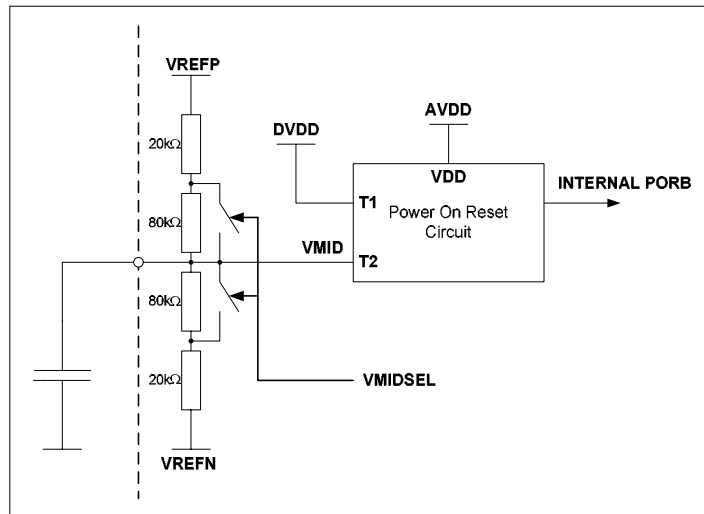 VREFP
AVDD
DVDD
20kΩ
VDD
INTERNAL PORB
T1
80kΩ
Power On Reset
Circuit
VMID
T2
80kΩ
20kΩ
VMIDSEL
VREFN